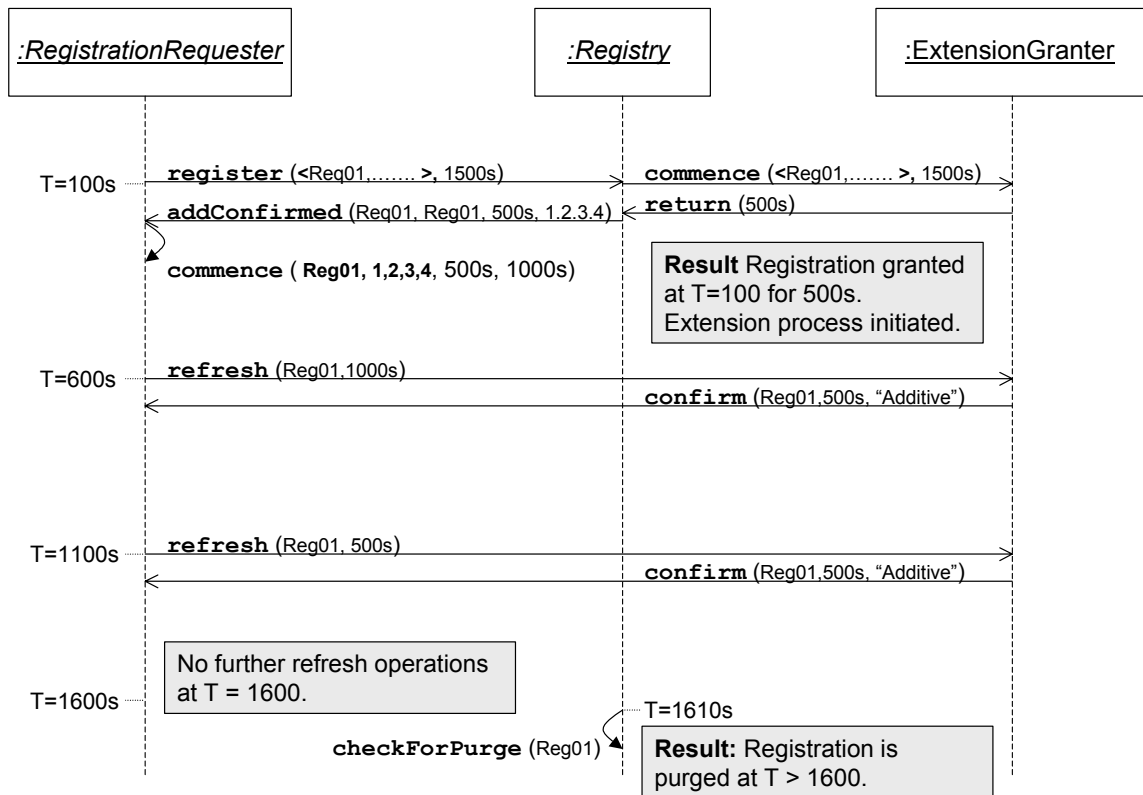 :RegistrationRequester
:Registry
:ExtensionGranter
T=100s
register (<Req01,....... >, 1500s)
commence (<Reg01,....... >, 1500s)
addConfirmed (Req01, Reg01, 500s, 1.2.3.4)
return (500s)
commence ( Reg01, 1,2,3,4, 500s, 1000s)
Result Registration granted
at T=100 for 500s.
Extension process initiated.
T=600s
refresh (Reg01,1000s)
confirm (Reg01,500s, “Additive”)
T=1100s
refresh (Reg01, 500s)
confirm (Reg01,500s, “Additive”)
No further refresh operations
at T = 1600.
T=1600s
T=1610s
checkForPurge (Reg01)
Result: Registration is
purged at T > 1600.